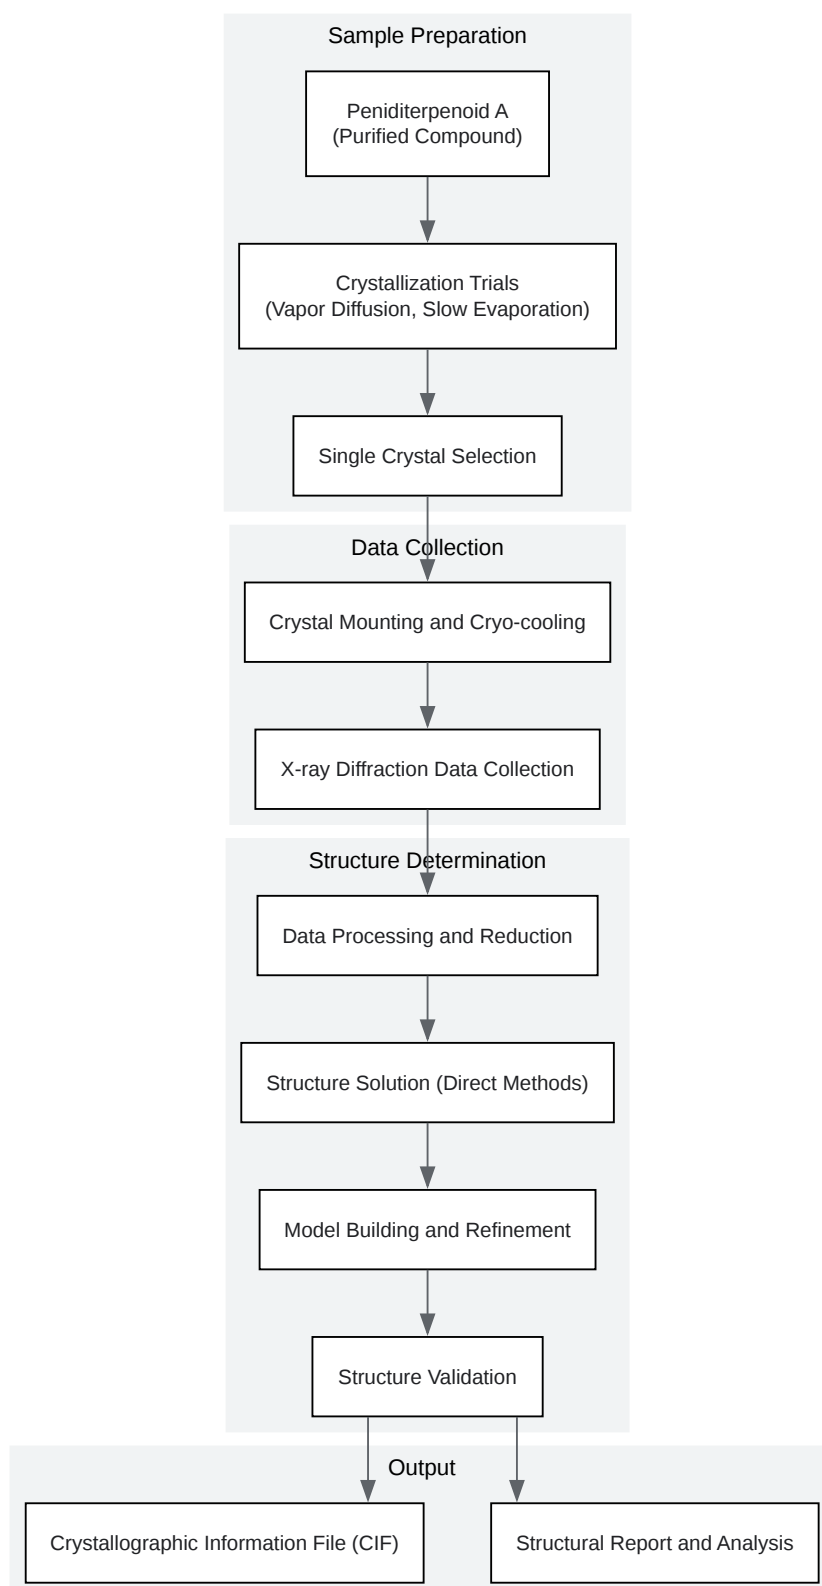 Sample Preparation
Peniditerpenoid A
(Purified Compound)
Crystallization Trials
(Vapor Diffusion, Slow Evaporation)
Single Crystal Selection
Data Collection
Crystal Mounting and Cryo-cooling
X-ray Diffraction Data Collection
Structure Determination
Data Processing and Reduction
Structure Solution (Direct Methods)
Model Building and Refinement
Structure Validation
Output
Crystallographic Information File (CIF)
Structural Report and Analysis